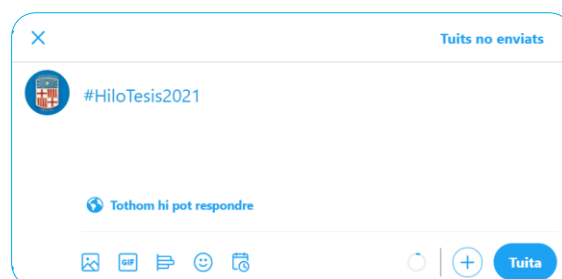 Tuits no enviats
#HiloTesis2021
Tothom hi pot respondre
GIF
Tuita